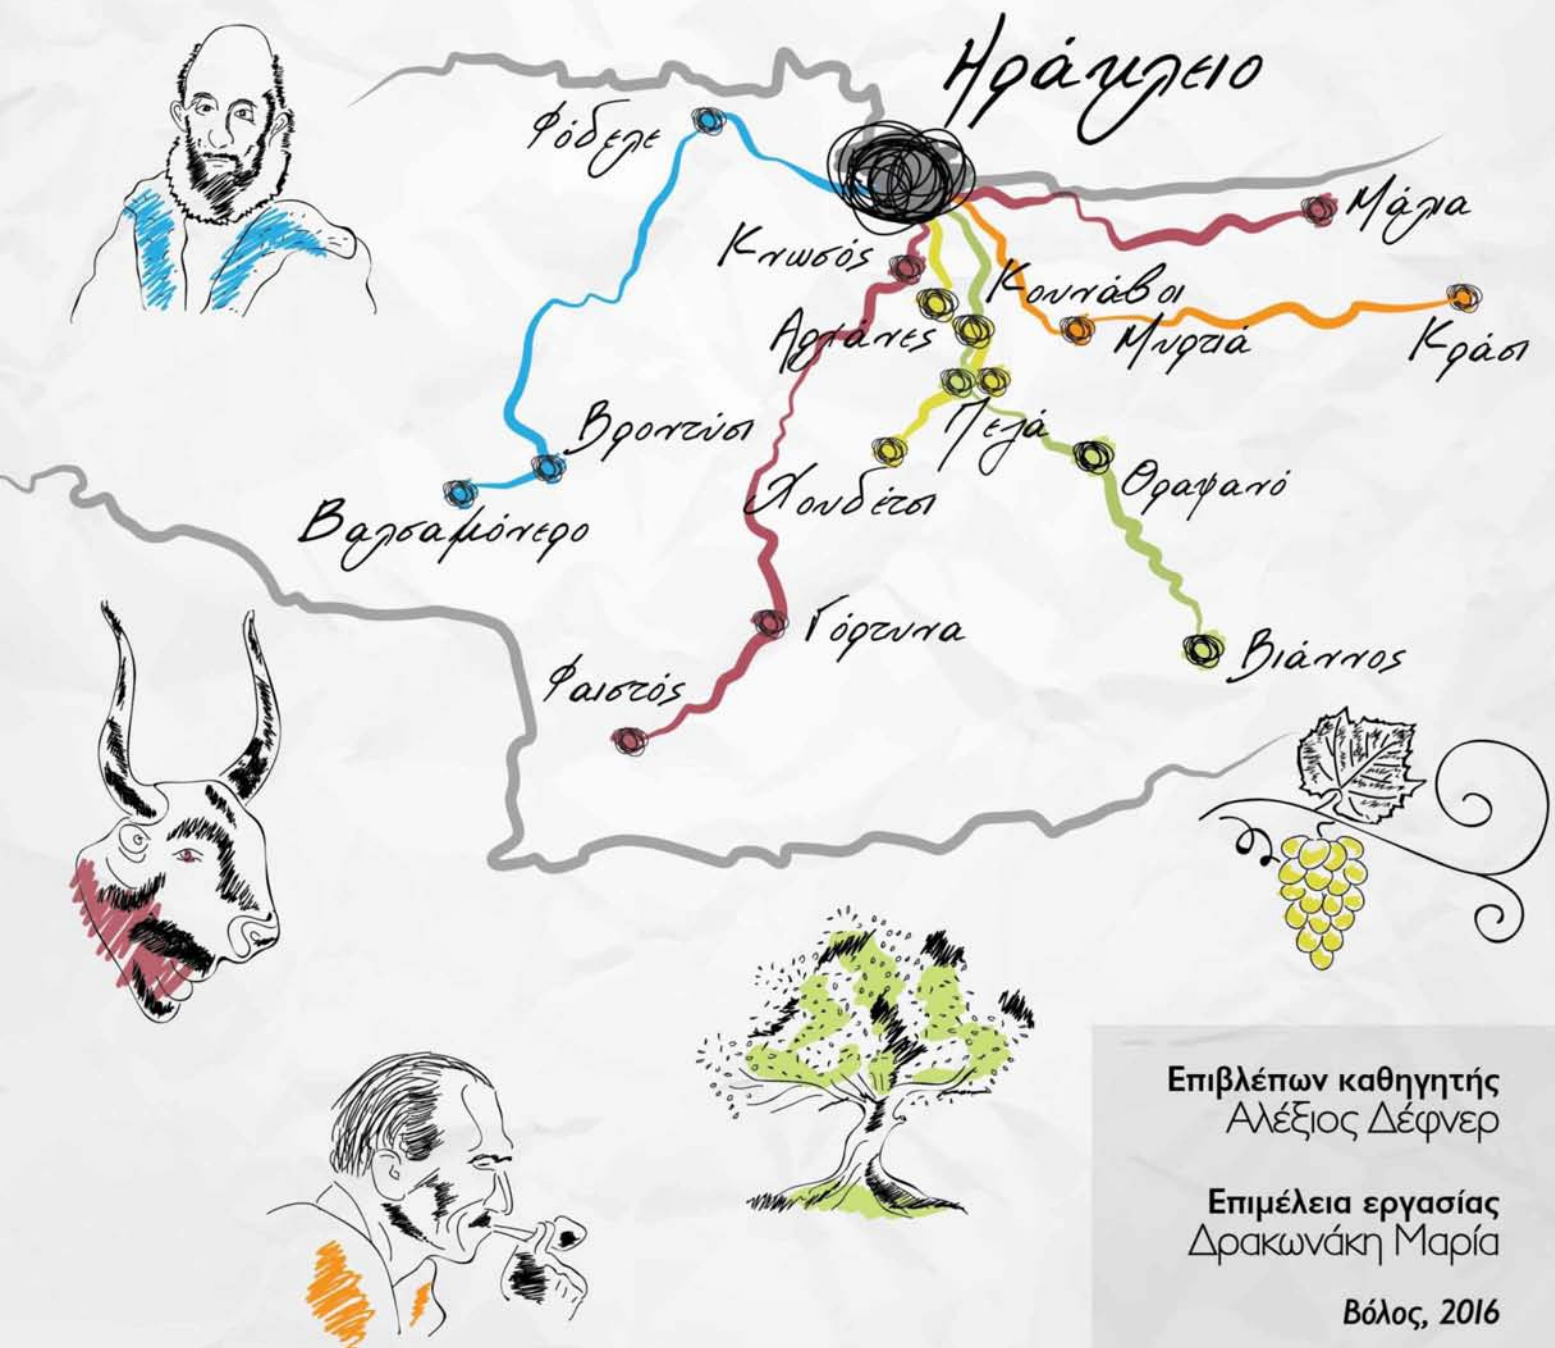 Ηράκλειο
Φόδελε
Μάλια
Κνωσός
Κουνάβοι
Αρχάνες
Μυρτιά
Κράσι
Βροντίσι
Πεζά
Χουδέτσι
Θραψανό
Βαλσαμόνερο
Γόρτυνα
Βιάννος
Φαιστός
Επιβλέπων καθηγητής
Αλέξιος Δέφνερ
Επιμέλεια εργασίας
Δρακωνάκη Μαρία
Βόλος, 2016